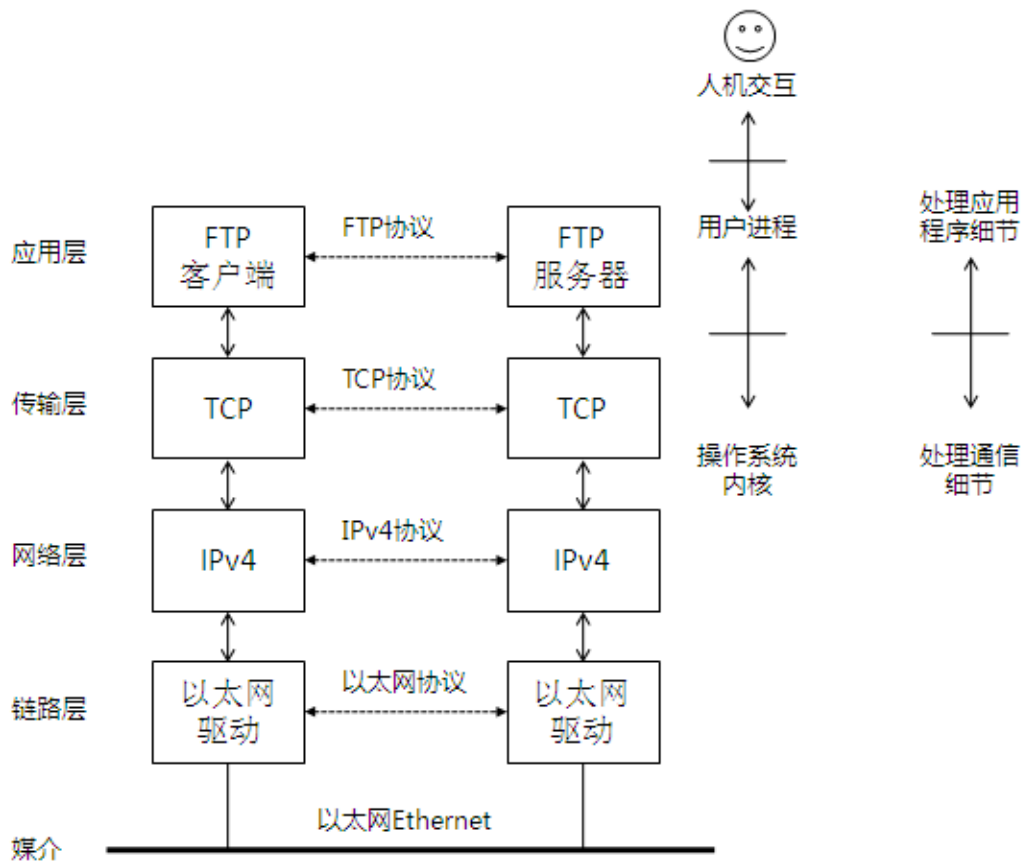 人机交互
FTP协议
应用层
FTP
客户端
FTP
服务器
用户进程
处理应用
程序细节
TCP协议
传输层
TCP
TCP
操作系统
内核
处理通信
细节
IPv4协议
网络层
IPv4
IPv4
以太网协议
链路层
以太网
驱动
以太网
驱动
以太网Ethernet
媒介